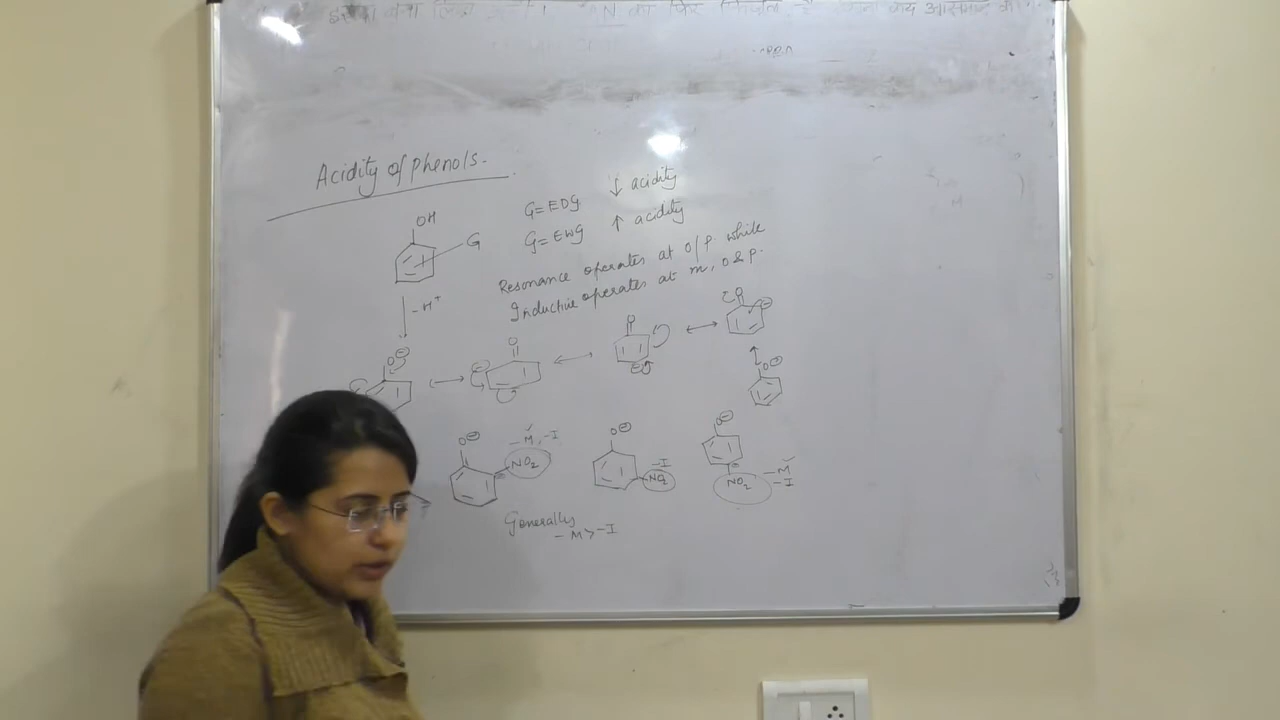 Acidity of Phenols.
OH
G
G= EDG ↓ acidity
G= EWG ↑ acidity
Resonance operates at o/p. while
Inductive operates at m, o & p.
- H⁺
O⊖
O
O
O
O⊖
O⊖
NO₂
- M, -I
O⊖
NO₂
-I
O⊖
NO₂
- M
- I
Generally
- M > - I